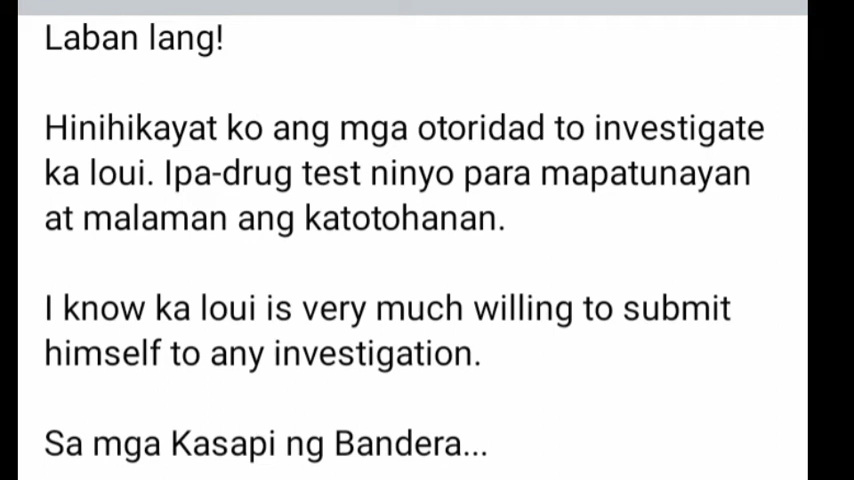 Laban lang!
Hinihikayat ko ang mga otoridad to investigate
ka loui. Ipa-drug test ninyo para mapatunayan
at malaman ang katotohanan.
I know ka loui is very much willing to submit
himself to any investigation.
Sa mga Kasapi ng Bandera...